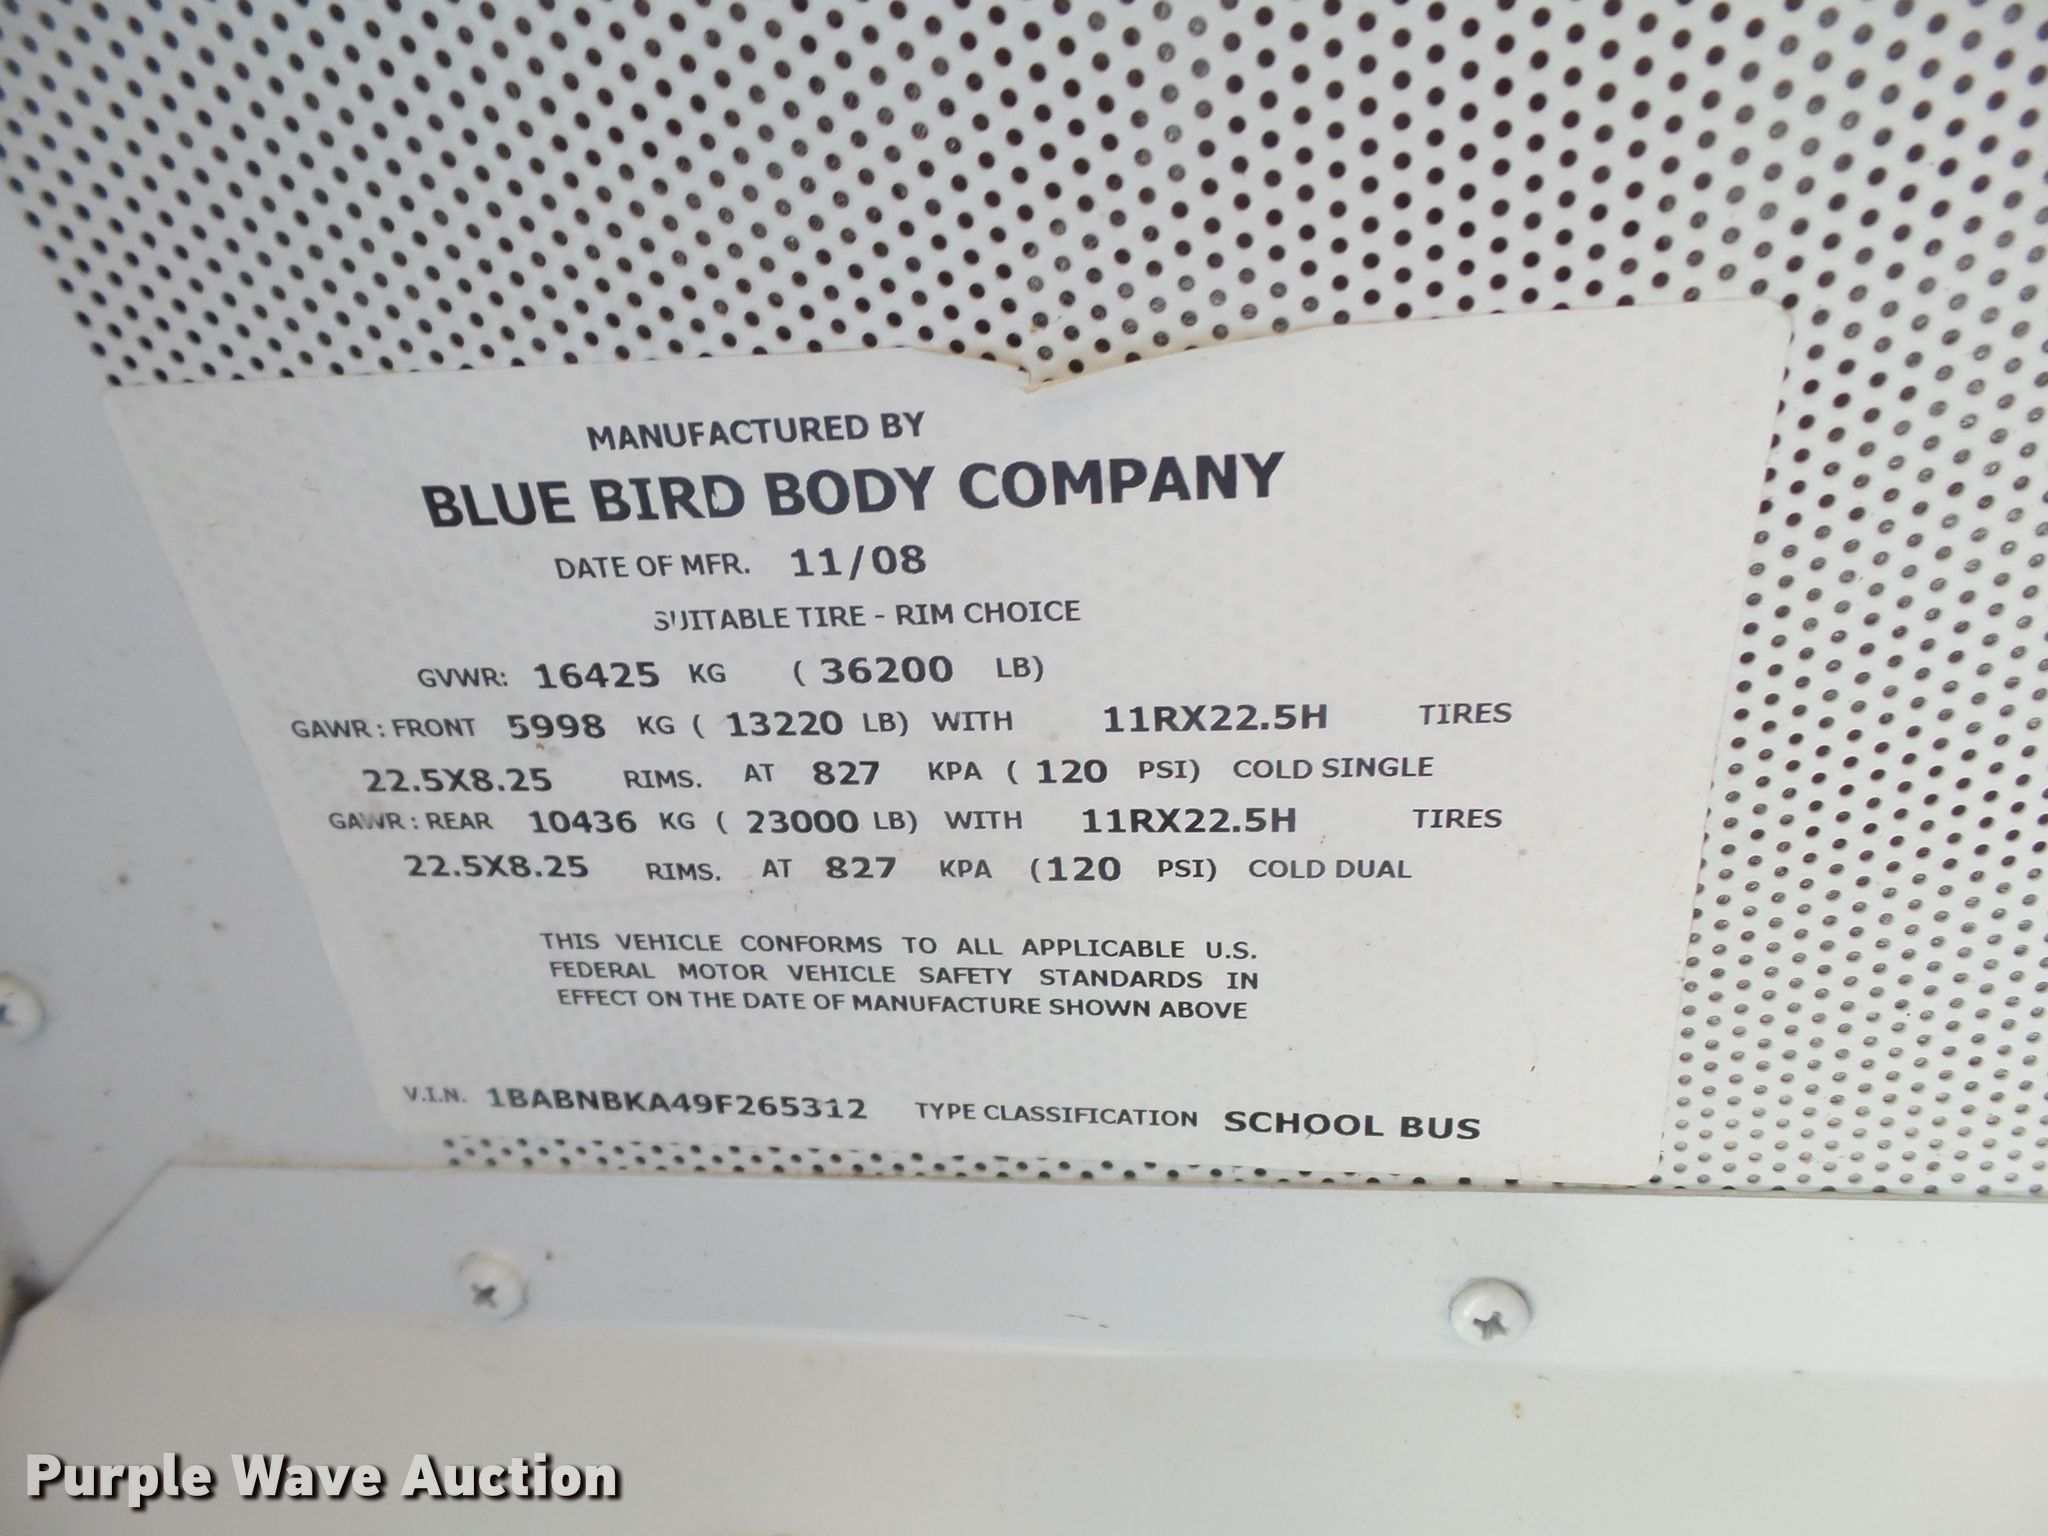 MANUFACTURED BY
BLUE BIRD BODY COMPANY
DATE OF MFR. 11/08
SUITABLE TIRE - RIM CHOICE
GVWR: 16425 KG ( 36200 LB)
GAWR : FRONT 5998 KG ( 13220 LB) WITH 11RX22.5H TIRES
22.5X8.25 RIMS. AT 827 KPA ( 120 PSI) COLD SINGLE
GAWR : REAR 10436 KG ( 23000 LB) WITH 11RX22.5H TIRES
22.5X8.25 RIMS. AT 827 KPA (120 PSI) COLD DUAL
THIS VEHICLE CONFORMS TO ALL APPLICABLE U.S.
FEDERAL MOTOR VEHICLE SAFETY STANDARDS IN
EFFECT ON THE DATE OF MANUFACTURE SHOWN ABOVE
V.I.N. 1BABNBKA49F265312 TYPE CLASSIFICATION SCHOOL BUS
Purple Wave Auction